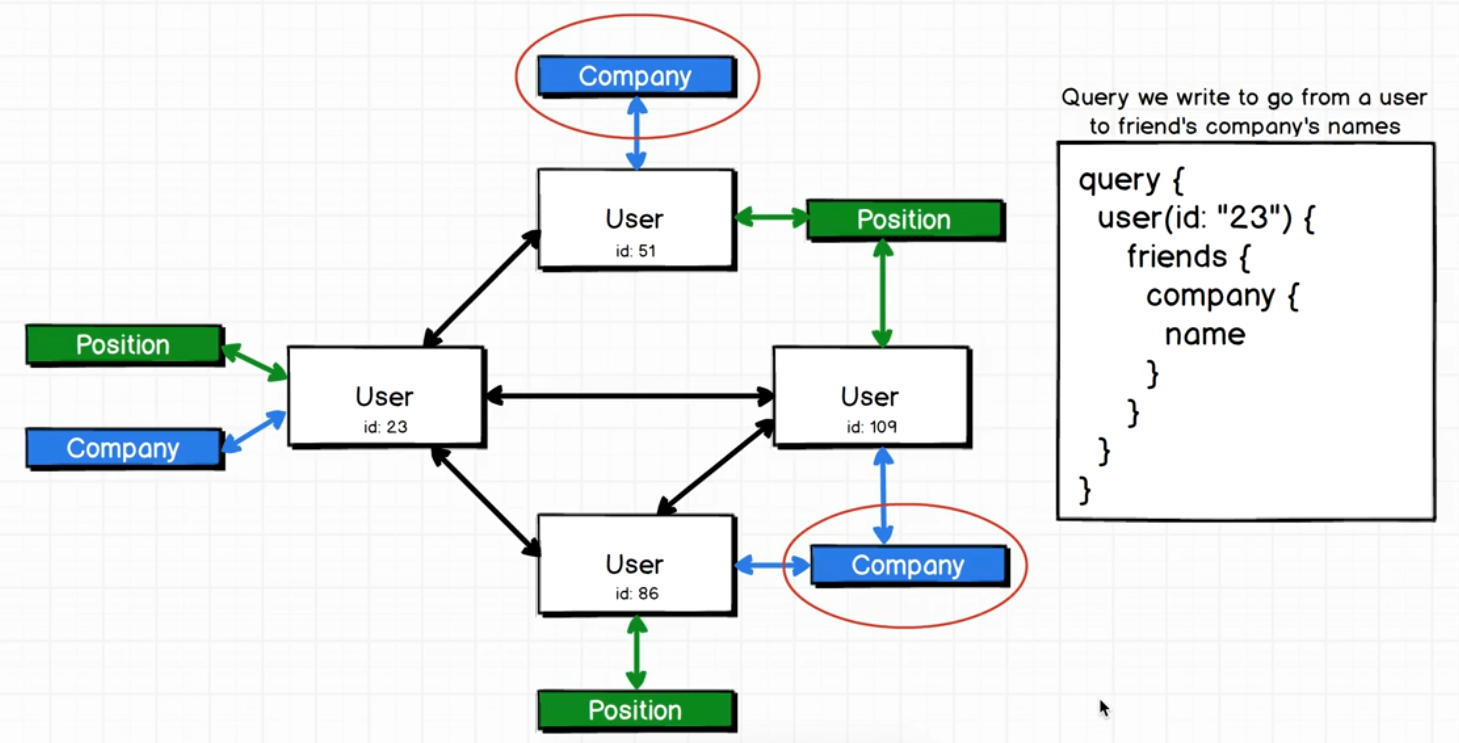 Company
Query we write to go from a user
to friend's company's names
query {
user(id: "23") {
friends {
company {
name
}
}
}
}
User
id: 51
Position
Position
User
id: 23
User
id: 109
Company
User
id: 86
Company
Position